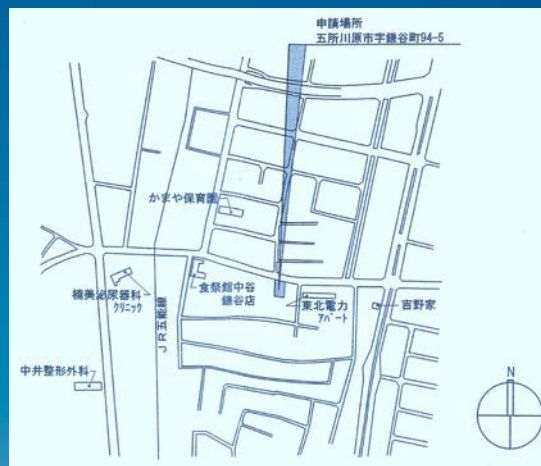 申請場所
五所川原市字鎌谷町94-5
かまや保育園
食祭館中谷
鎌谷店
楠美泌尿器科
クリニック
JR五能線
東北電力
アパート
吉野家
中井整形外科
N